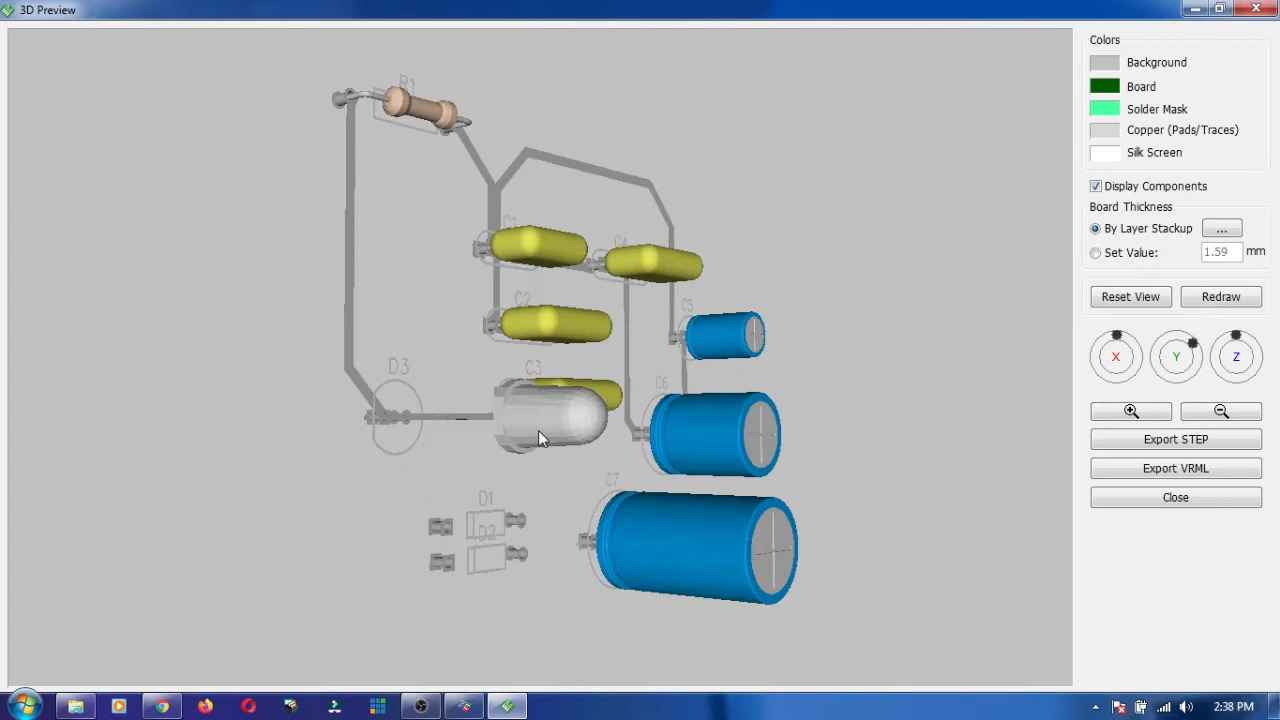 3D Preview
Colors
Background
Board
Solder Mask
Copper (Pads/Traces)
Silk Screen
Display Components
Board Thickness
By Layer Stackup
...
Set Value:
1.59
mm
Reset View
Redraw
X
Y
Z
Export STEP
Export VRML
Close
R1
C1
C4
C2
C5
D3
C3
C6
C7
D1
D2
2:38 PM